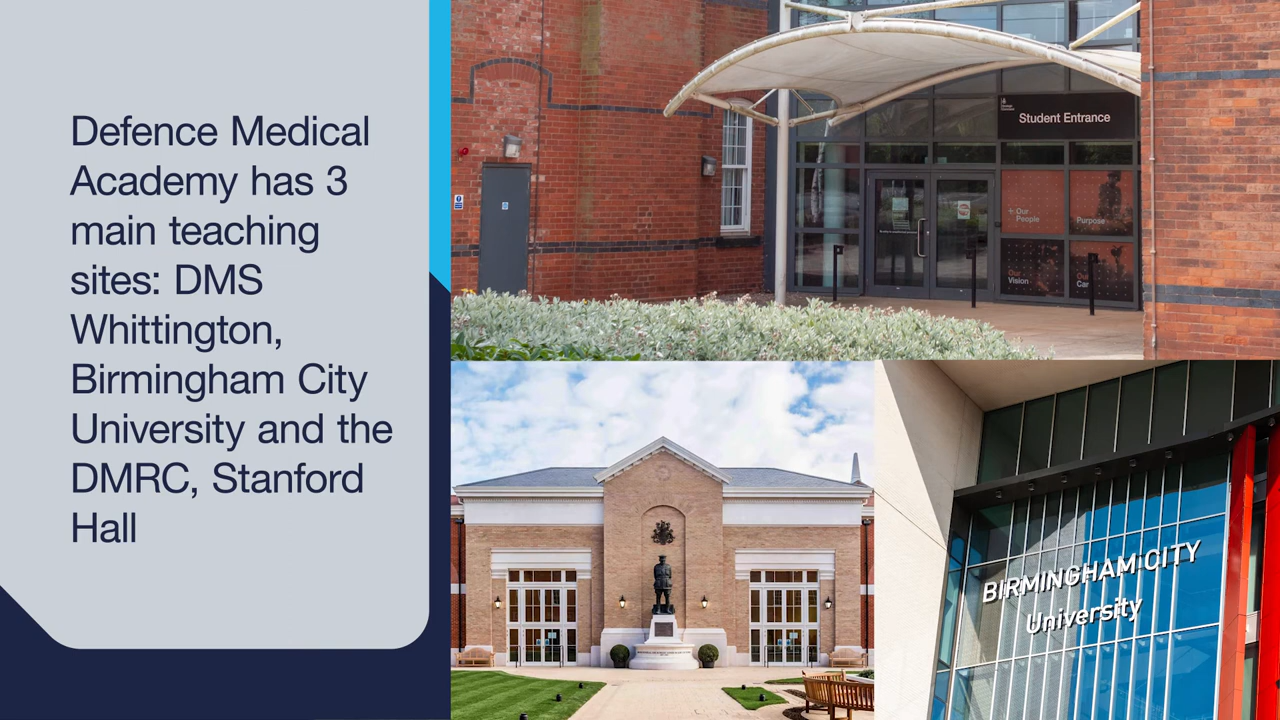 Defence Medical
Academy has 3
main teaching
sites: DMS
Whittington,
Birmingham City
University and the
DMRC, Stanford
Hall
Student Entrance
Our
People
Purpose
Our
Vision
Our
BIRMINGHAM CITY
University